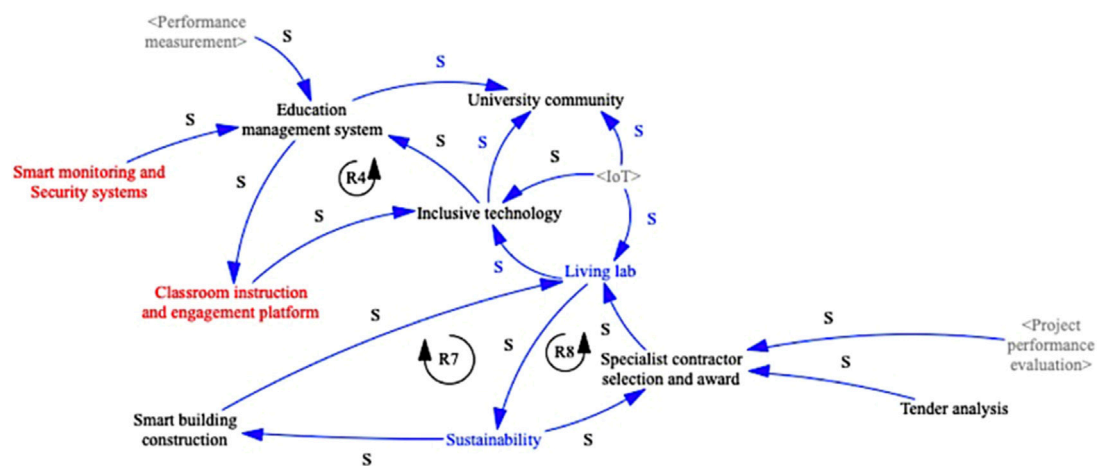 <Performance
measurement>
S
S
University community
Education
management system
S
S
S
S
S
S
<IoT>
Smart monitoring and
Security systems
R4
Inclusive technology
S
S
S
Living lab
Classroom instruction
and engagement platform
S
S
S
S
<Project
performance
evaluation>
R7
R8
Specialist contractor
selection and award
S
Tender analysis
Smart building
construction
Sustainability
S
S